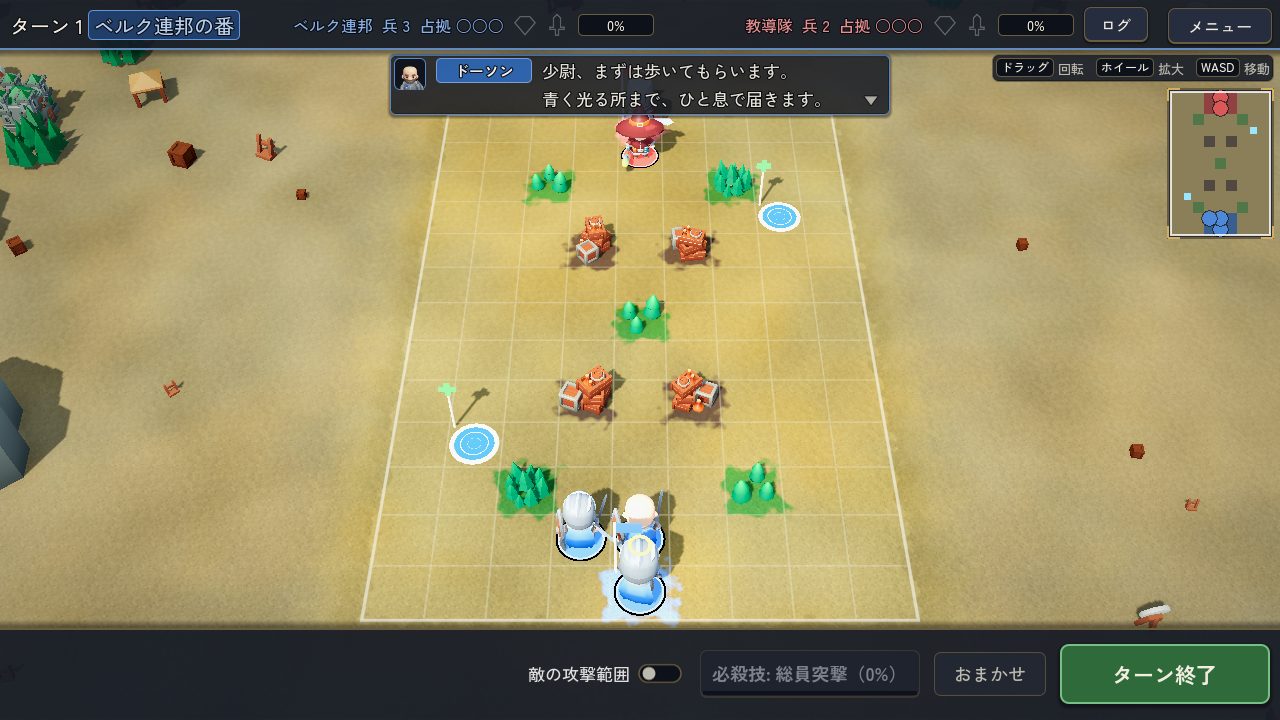 ターン 1 ベルク連邦の番 ベルク連邦 兵 3 占拠 〇〇〇 0% 教導隊 兵 2 占拠 〇〇〇 0% ログ メニュー
ドーソン 少尉、まずは歩いてもらいます。
青く光る所まで、ひと息で届きます。
ドラッグ 回転 ホイール 拡大 WASD 移動
敵の攻撃範囲 必殺技: 総員突撃（0%） おまかせ ターン終了